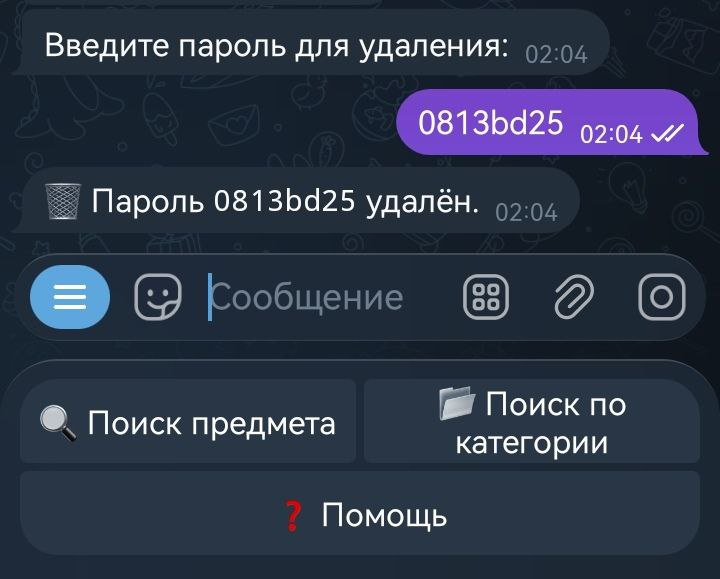 Введите пароль для удаления: 02:04
0813bd25 02:04
Пароль 0813bd25 удалён. 02:04
Сообщение
Поиск предмета
Поиск по
категории
❓ Помощь